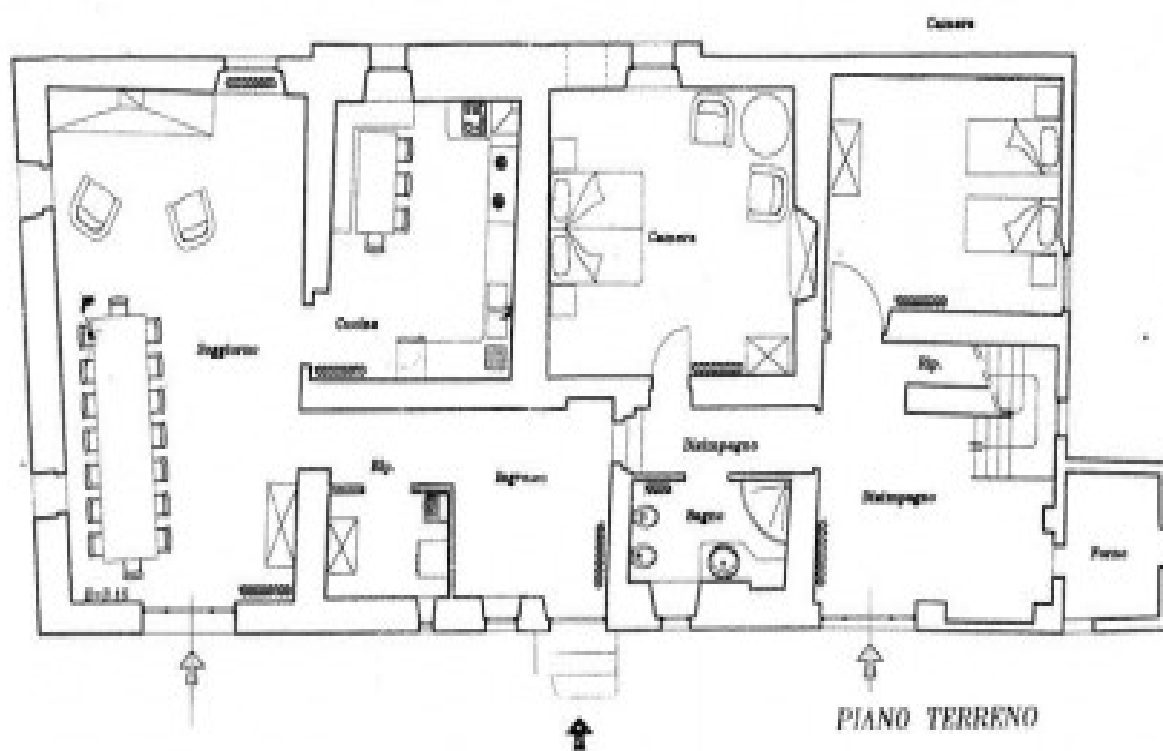 Camera
Camera
Cucina
Soggiorno
Rip.
Disimpegno
Rip.
Ingresso
Bagno
Disimpegno
Forno
PIANO TERRENO